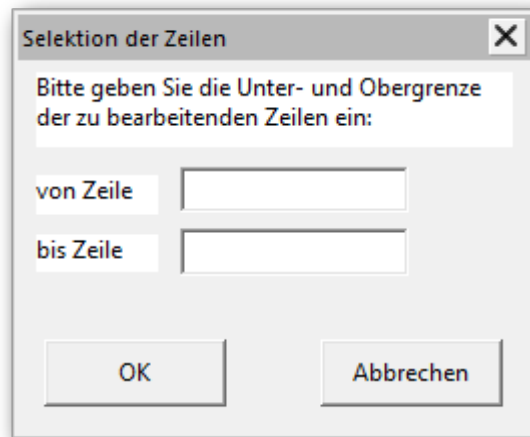 Selektion der Zeilen
Bitte geben Sie die Unter- und Obergrenze
der zu bearbeitenden Zeilen ein:
von Zeile
bis Zeile
OK
Abbrechen